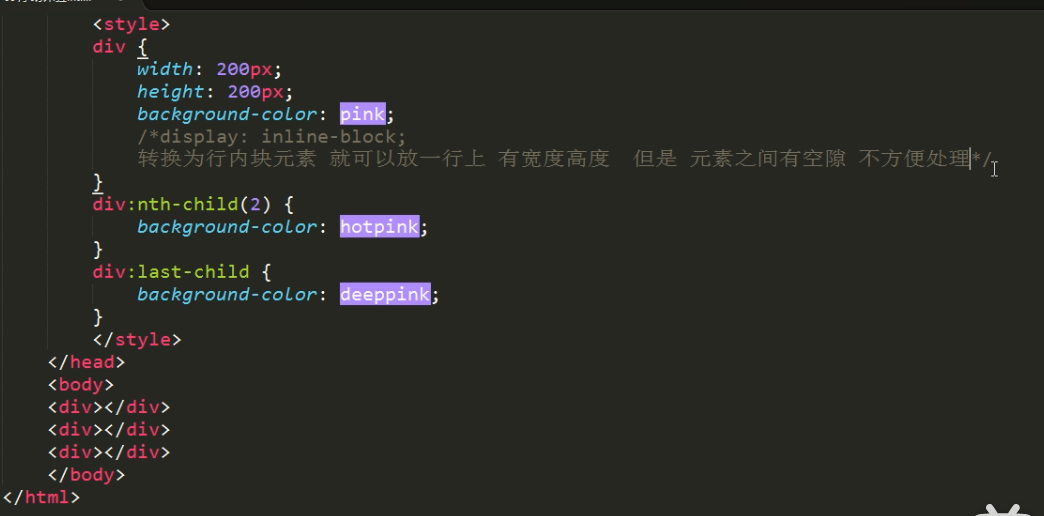 <style>
div {
width: 200px;
height: 200px;
background-color: pink;
/*display: inline-block;
转换为行内块元素 就可以放一行上 有宽度高度 但是 元素之间有空隙 不方便处理*/
}
div:nth-child(2) {
background-color: hotpink;
}
div:last-child {
background-color: deeppink;
}
</style>
</head>
<body>
<div></div>
<div></div>
<div></div>
</body>
</html>